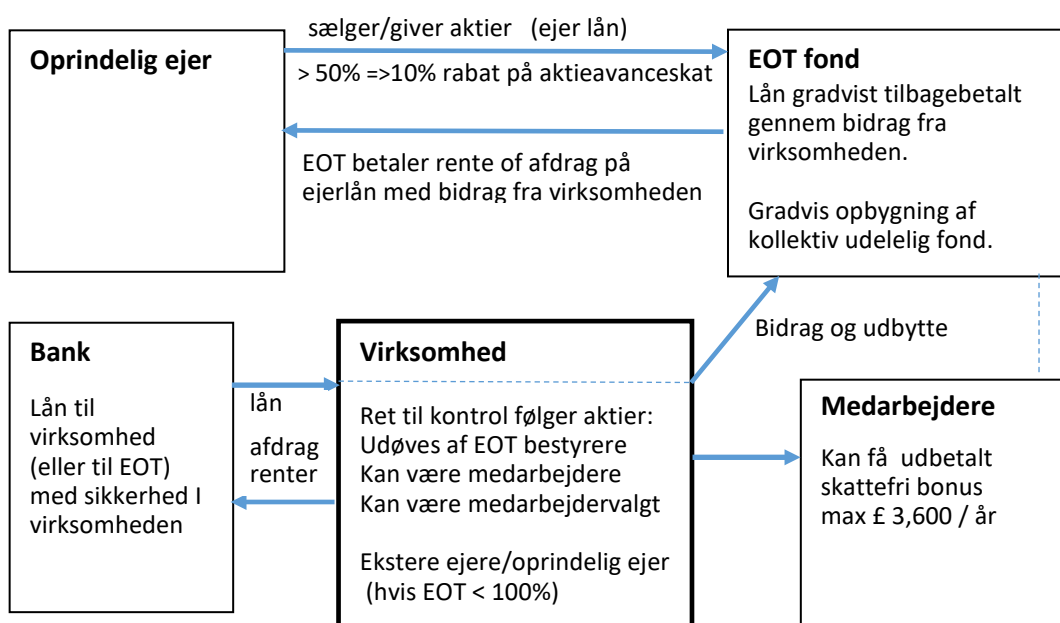 sælger/giver aktier (ejer lån)
Oprindelig ejer
> 50% =>10% rabat på aktieavanceskat
EOT fond
Lån gradvist tilbagebetalt
gennem bidrag fra
virksomheden.
Gradvis opbygning af
kollektiv udelelig fond.
EOT betaler rente of afdrag på
ejerlån med bidrag fra virksomheden
Bank
Lån til
virksomhed
(eller til EOT)
med sikkerhed I
virksomheden
lån
afdrag
renter
Virksomhed
Ret til kontrol følger aktier:
Udøves af EOT bestyrere
Kan være medarbejdere
Kan være medarbejdervalgt
Ekstere ejere/oprindelig ejer
(hvis EOT < 100%)
Bidrag og udbytte
Medarbejdere
Kan få udbetalt
skattefri bonus
max £ 3,600 / år